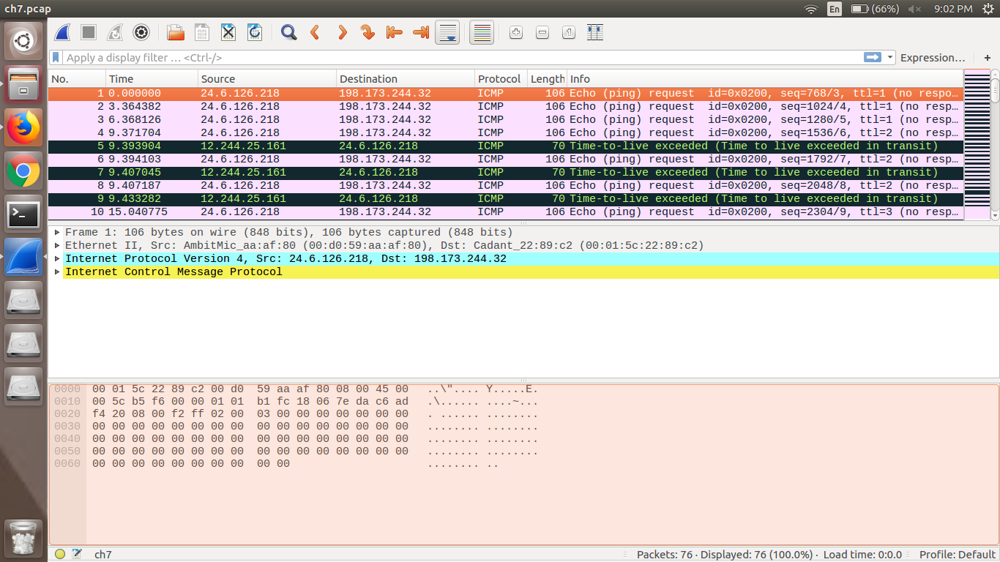 ch7.pcap En (66%) 9:02 PM
Apply a display filter … <Ctrl-/> Expression… +
No. Time Source Destination Protocol Length Info
1 0.000000 24.6.126.218 198.173.244.32 ICMP 106 Echo (ping) request id=0x0200, seq=768/3, ttl=1 (no respo…
2 3.364382 24.6.126.218 198.173.244.32 ICMP 106 Echo (ping) request id=0x0200, seq=1024/4, ttl=1 (no resp…
3 6.368126 24.6.126.218 198.173.244.32 ICMP 106 Echo (ping) request id=0x0200, seq=1280/5, ttl=1 (no resp…
4 9.371704 24.6.126.218 198.173.244.32 ICMP 106 Echo (ping) request id=0x0200, seq=1536/6, ttl=2 (no resp…
5 9.393904 12.244.25.161 24.6.126.218 ICMP 70 Time-to-live exceeded (Time to live exceeded in transit)
6 9.394103 24.6.126.218 198.173.244.32 ICMP 106 Echo (ping) request id=0x0200, seq=1792/7, ttl=2 (no resp…
7 9.407045 12.244.25.161 24.6.126.218 ICMP 70 Time-to-live exceeded (Time to live exceeded in transit)
8 9.407187 24.6.126.218 198.173.244.32 ICMP 106 Echo (ping) request id=0x0200, seq=2048/8, ttl=2 (no resp…
9 9.433282 12.244.25.161 24.6.126.218 ICMP 70 Time-to-live exceeded (Time to live exceeded in transit)
10 15.040775 24.6.126.218 198.173.244.32 ICMP 106 Echo (ping) request id=0x0200, seq=2304/9, ttl=3 (no resp…
Frame 1: 106 bytes on wire (848 bits), 106 bytes captured (848 bits)
Ethernet II, Src: AmbitMic_aa:af:80 (00:d0:59:aa:af:80), Dst: Cadant_22:89:c2 (00:01:5c:22:89:c2)
Internet Protocol Version 4, Src: 24.6.126.218, Dst: 198.173.244.32
Internet Control Message Protocol
0000 00 01 5c 22 89 c2 00 d0 59 aa af 80 08 00 45 00 ..\".... Y.....E.
0010 00 5c b5 f6 00 00 01 01 b1 fc 18 06 7e da c6 ad .\...... ....~...
0020 f4 20 08 00 f2 ff 02 00 03 00 00 00 00 00 00 00 . ...... ........
0030 00 00 00 00 00 00 00 00 00 00 00 00 00 00 00 00 ........ ........
0040 00 00 00 00 00 00 00 00 00 00 00 00 00 00 00 00 ........ ........
0050 00 00 00 00 00 00 00 00 00 00 00 00 00 00 00 00 ........ ........
0060 00 00 00 00 00 00 00 00 00 00 ........ ..
ch7 Packets: 76 · Displayed: 76 (100.0%) · Load time: 0:0.0 Profile: Default